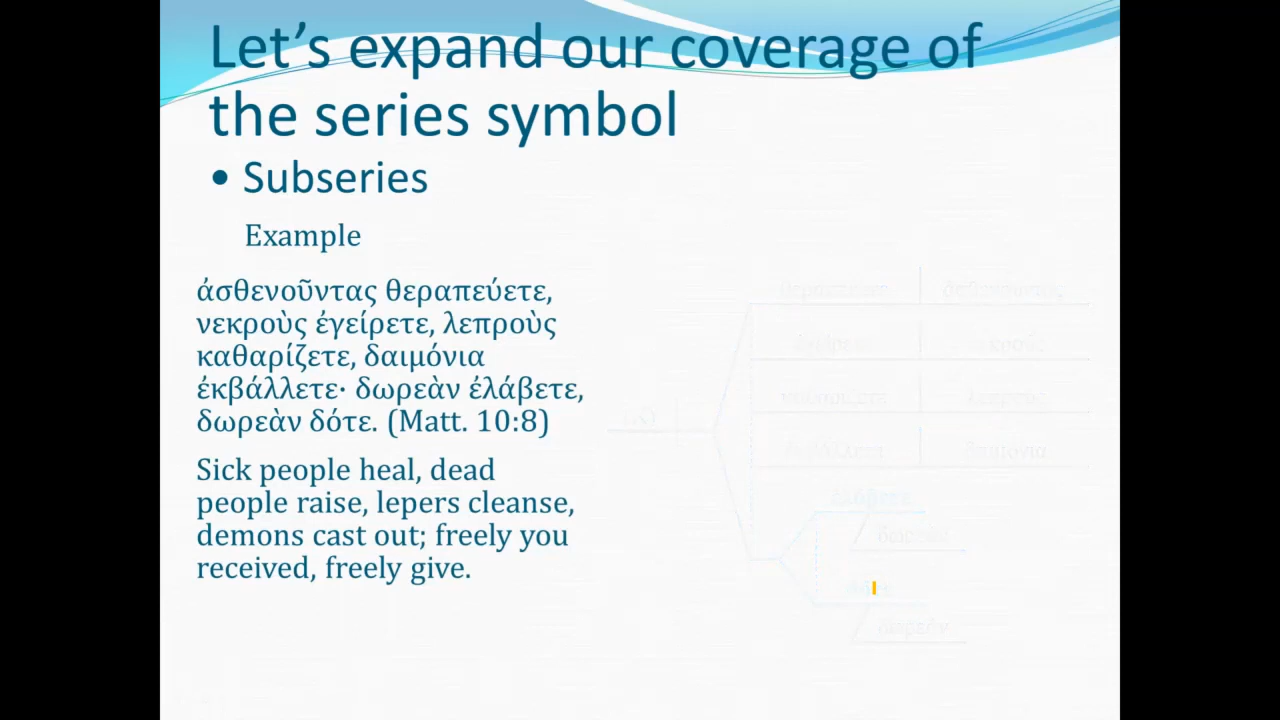 Let’s expand our coverage of
the series symbol
• Subseries
Example
ἀσθενοῦντας θεραπεύετε,
νεκροὺς ἐγείρετε, λεπροὺς
καθαρίζετε, δαιμόνια
ἐκβάλλετε· δωρεὰν ἐλάβετε,
δωρεὰν δότε. (Matt. 10:8)
Sick people heal, dead
people raise, lepers cleanse,
demons cast out; freely you
received, freely give.